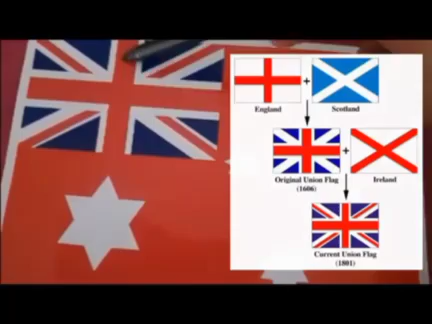 England
Scotland
Original Union Flag
(1606)
Ireland
Current Union Flag
(1801)